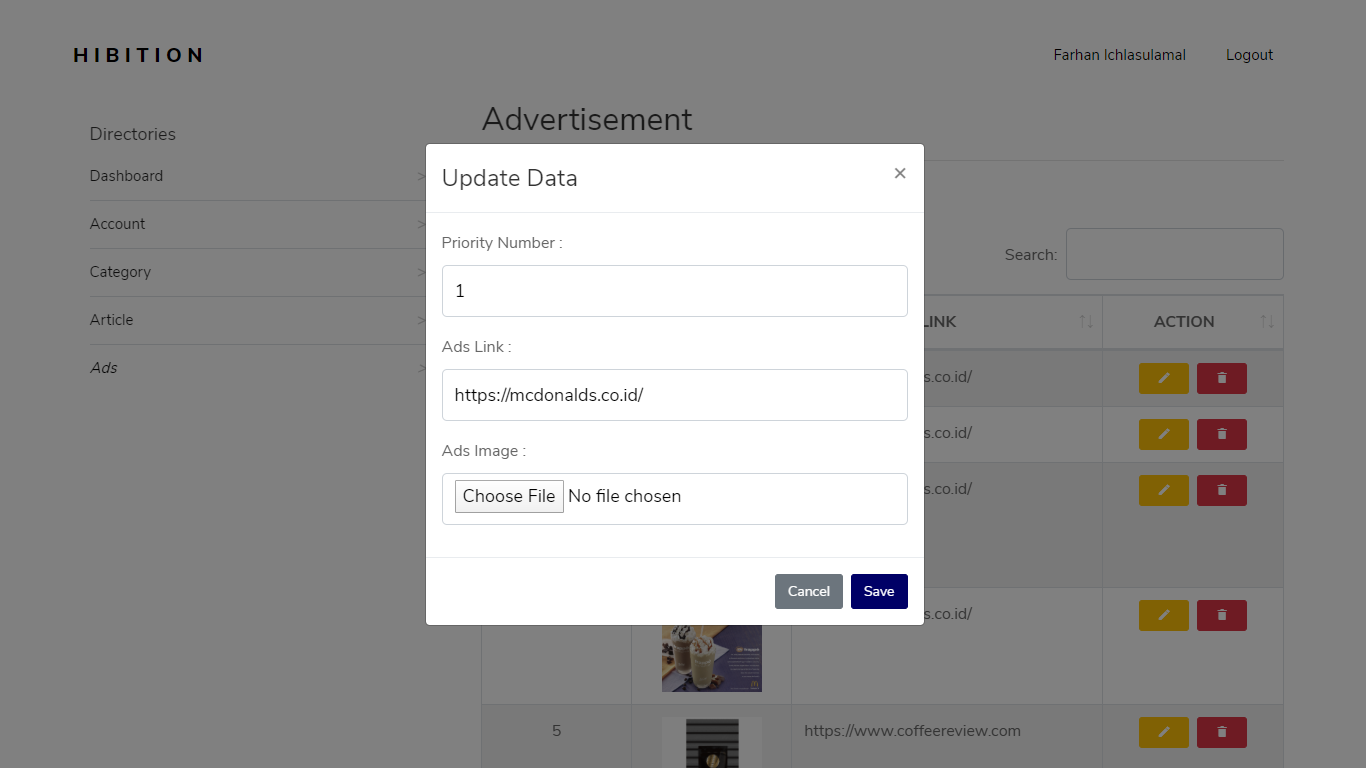 HIBITION
Farhan Ichlasulamal
Logout
Directories
Dashboard >
Account >
Category >
Article >
Ads >
Advertisement
Search:
LINK
ACTION
s.co.id/
s.co.id/
s.co.id/
s.co.id/
5
https://www.coffeereview.com
Update Data
×
Priority Number :
1
Ads Link :
https://mcdonalds.co.id/
Ads Image :
Choose File No file chosen
Cancel
Save